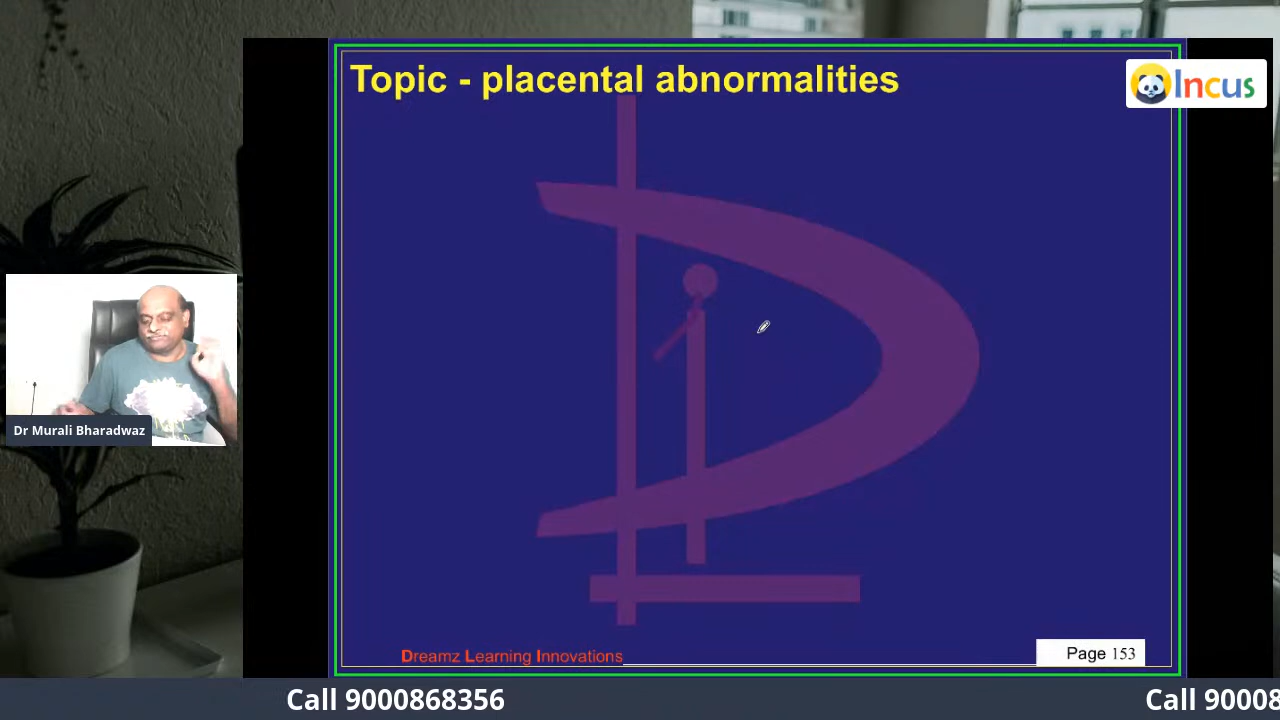 Topic - placental abnormalities
Incus
Dr Murali Bharadwaz
Dreamz Learning Innovations
Page 153
Call 9000868356
Call 90008